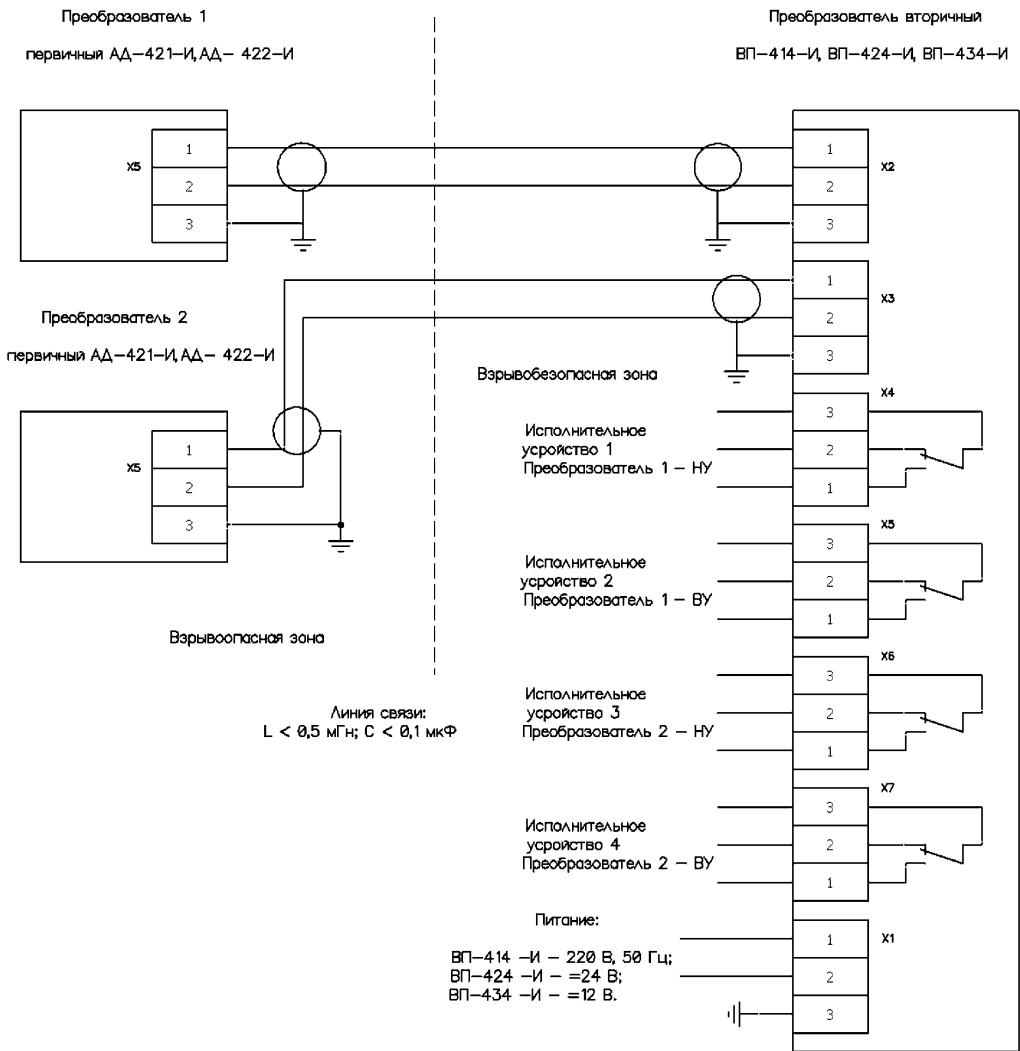 Преобразователь 1
первичный АД-421-И, АД- 422-И
X5
1
2
3
Преобразователь вторичный
ВП-414-И, ВП-424-И, ВП-434-И
1
2
3
X2
1
2
3
X3
Преобразователь 2
первичный АД-421-И, АД- 422-И
X5
1
2
3
Взрывоопасная зона
Взрывобезопасная зона
Линия связи:
L < 0,5 мГн; C < 0,1 мкФ
Исполнительное
усройство 1
Преобразователь 1 - НУ
3
2
1
X4
Исполнительное
усройство 2
Преобразователь 1 - ВУ
3
2
1
X5
Исполнительное
усройство 3
Преобразователь 2 - НУ
3
2
1
X6
Исполнительное
усройство 4
Преобразователь 2 - ВУ
3
2
1
X7
Питание:
ВП-414 -И - 220 В, 50 Гц;
ВП-424 -И - =24 В;
ВП-434 -И - =12 В.
1
2
3
X1